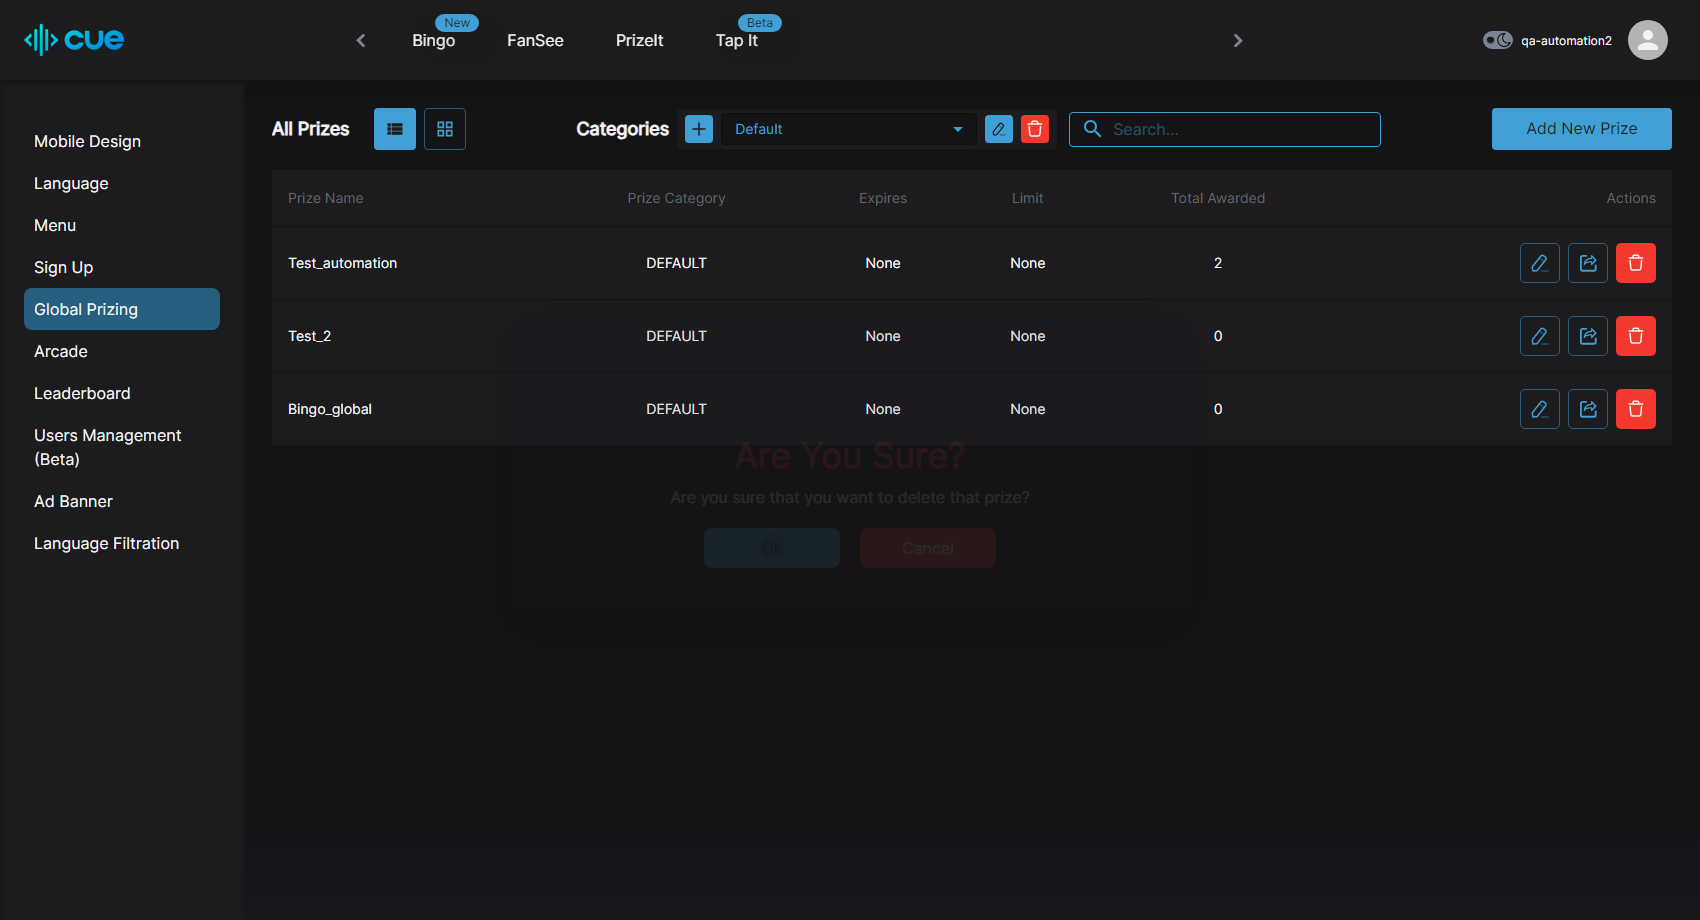 cue
New
Beta
Bingo
FanSee
PrizeIt
Tap It
qa-automation2
Mobile Design
Language
Menu
Sign Up
Global Prizing
Arcade
Leaderboard
Users Management
(Beta)
Ad Banner
Language Filtration
All Prizes
Categories
Default
Search...
Add New Prize
Prize Name Prize Category Expires Limit Total Awarded Actions
Test_automation DEFAULT None None 2
Test_2 DEFAULT None None 0
Bingo_global DEFAULT None None 0
Are You Sure?
Are you sure that you want to delete that prize?
Ok
Cancel